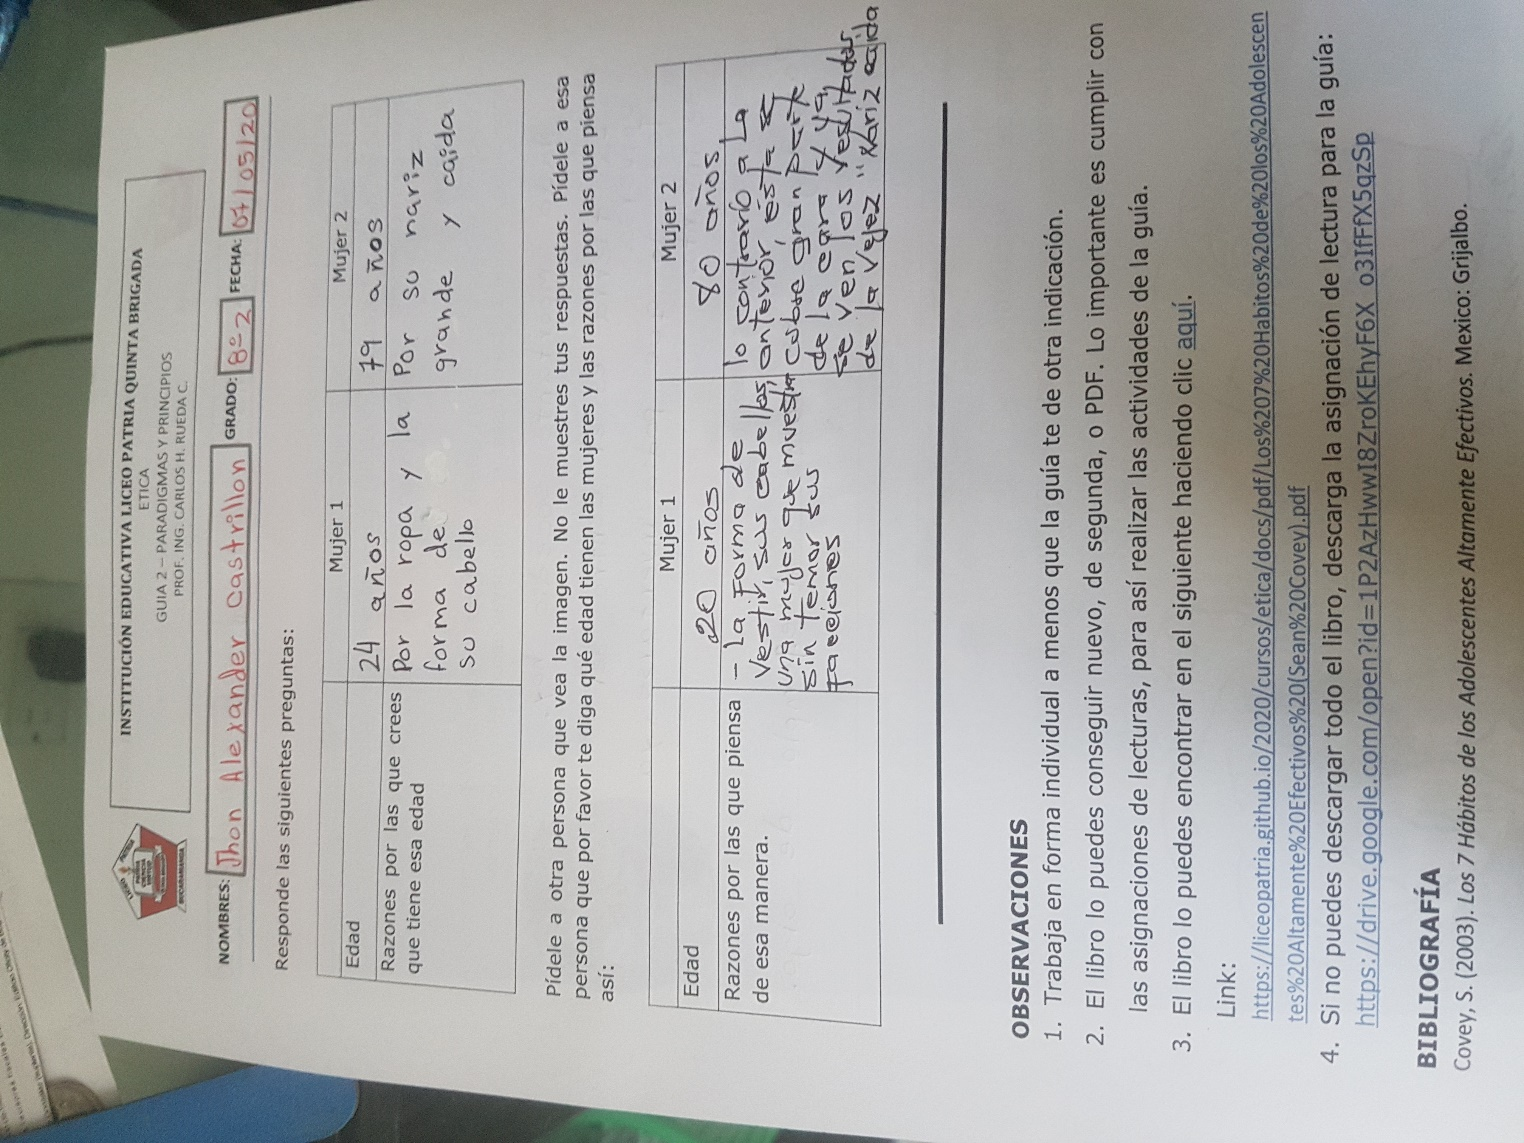 INSTITUCIÓN EDUCATIVA LICEO PATRIA QUINTA BRIGADA
ETICA
GUIA 2 – PARADIGMAS Y PRINCIPIOS
PROF. ING. CARLOS H. RUEDA C.
NOMBRES: Jhon Alexander Castrillon GRADO: 8º2 FECHA: 07/05/20
Responde las siguientes preguntas:
Mujer 1 Mujer 2
Edad 24 años 79 años
Razones por las que crees que tiene esa edad
Por la ropa y la
forma de
su cabello
Por su nariz
grande y caida
Pídele a otra persona que vea la imagen. No le muestres tus respuestas. Pídele a esa
persona que por favor te diga qué edad tienen las mujeres y las razones por las que piensa
así:
Mujer 1 Mujer 2
Edad 20 años 80 años
Razones por las que piensa
de esa manera.
- La Forma de
vestir, sus cabellos,
una mujer que muestra
sin temor sus
facciones
lo contrario a la
anterior, esta se
cubre gran parte
de la cara y ya
se ven los resultados
de la vejez "Nariz caida
OBSERVACIONES
1. Trabaja en forma individual a menos que la guía te de otra indicación.
2. El libro lo puedes conseguir nuevo, de segunda, o PDF. Lo importante es cumplir con
las asignaciones de lecturas, para así realizar las actividades de la guía.
3. El libro lo puedes encontrar en el siguiente haciendo clic aquí.
Link:
https://liceopatria.github.io/2020/cursos/etica/docs/pdf/Los%207%20Habitos%20de%20los%20Adolescen
tes%20Altamente%20Efectivos%20(Sean%20Covey).pdf
4. Si no puedes descargar todo el libro, descarga la asignación de lectura para la guía:
https://drive.google.com/open?id=1P2AzHwwI8ZroKEhyF6X_o3IfFfX5qzSp
BIBLIOGRAFÍA
Covey, S. (2003). Los 7 Hábitos de los Adolescentes Altamente Efectivos. Mexico: Grijalbo.